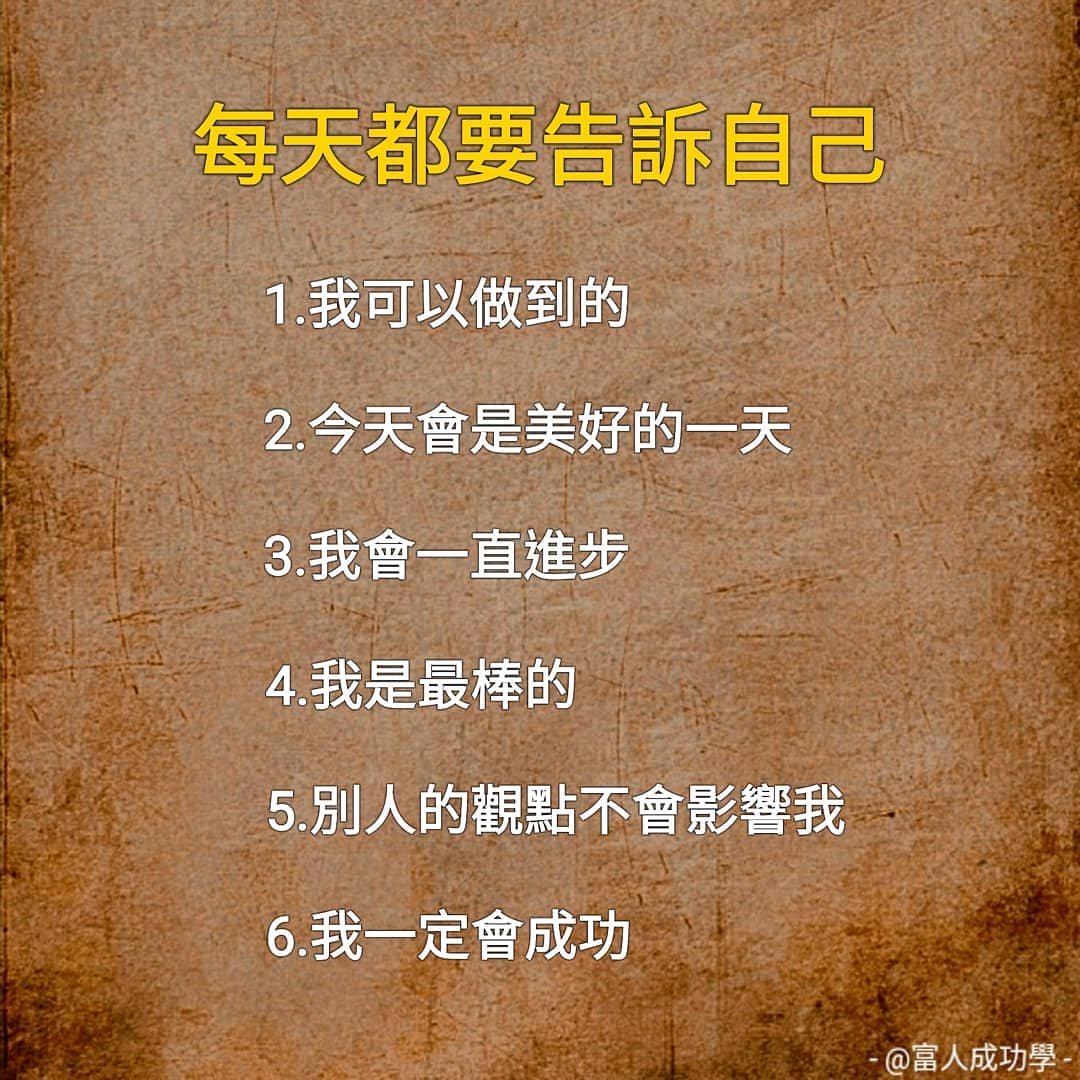 每天都要告訴自己
1.我可以做到的
2.今天會是美好的一天
3.我會一直進步
4.我是最棒的
5.別人的觀點不會影響我
6.我一定會成功
- @富人成功學 -